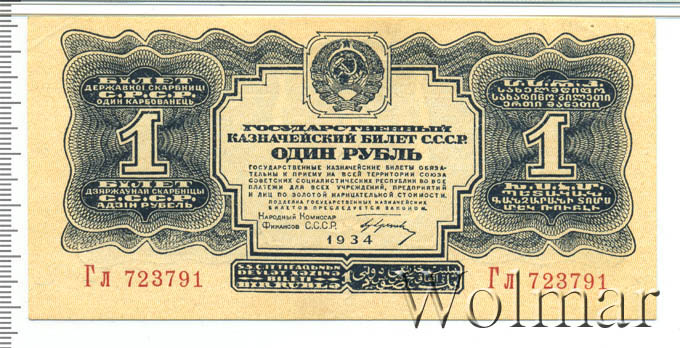 БІЛЕТ
ДЕРЖАВНОЇ СКАРБНИЦІ
С.Р.С.Р.
ОДИН КАРБОВАНЕЦЬ
1
БІЛЕТ
ДЗЯРЖАЎНАЙ СКАРБНІЦЫ
С.С.С.Р.
АДЗІН РУБЕЛЬ
ГОСУДАРСТВЕННЫЙ
КАЗНАЧЕЙСКИЙ БИЛЕТ С.С.С.Р.
ОДИН РУБЛЬ
ГОСУДАРСТВЕННЫЕ КАЗНАЧЕЙСКИЕ БИЛЕТЫ ОБЯЗА-
ТЕЛЬНЫ К ПРИЕМУ НА ВСЕЙ ТЕРРИТОРИИ СОЮЗА
СОВЕТСКИХ СОЦИАЛИСТИЧЕСКИХ РЕСПУБЛИК ВО ВСЕ
ПЛАТЕЖИ ДЛЯ ВСЕХ УЧРЕЖДЕНИЙ, ПРЕДПРИЯТИЙ
И ЛИЦ ПО ЗОЛОТОЙ НАРИЦАТЕЛЬНОЙ СТОИМОСТИ.
ПОДДЕЛКА ГОСУДАРСТВЕННЫХ КАЗНАЧЕЙСКИХ
БИЛЕТОВ ПРЕСЛЕДУЕТСЯ ЗАКОНОМ.
НАРОДНЫЙ КОМИССАР
ФИНАНСОВ С.С.С.Р.
1934
1
Гл 723791
Гл 723791
Wolmar